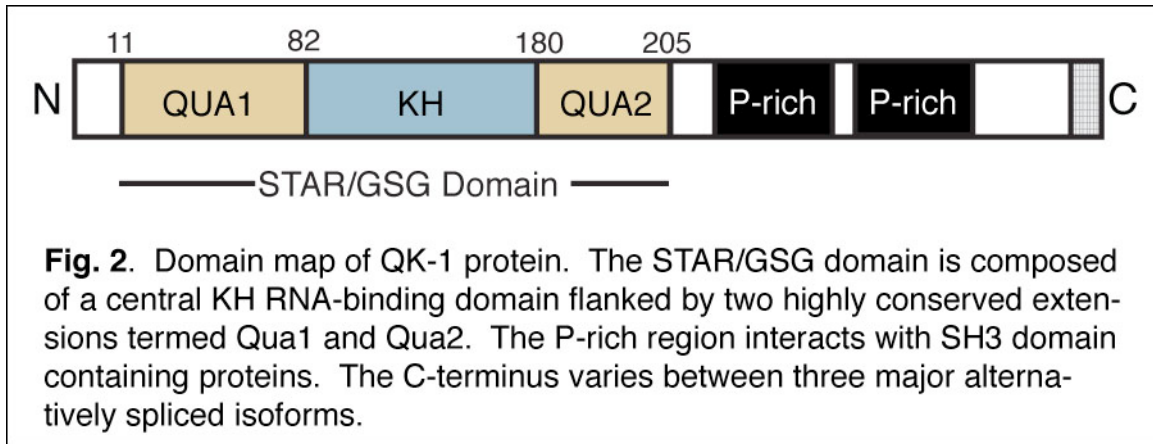 11 82 180 205
N QUA1 KH QUA2 P-rich P-rich C
STAR/GSG Domain
Fig. 2. Domain map of QK-1 protein. The STAR/GSG domain is composed
of a central KH RNA-binding domain flanked by two highly conserved exten-
sions termed Qua1 and Qua2. The P-rich region interacts with SH3 domain
containing proteins. The C-terminus varies between three major alterna-
tively spliced isoforms.